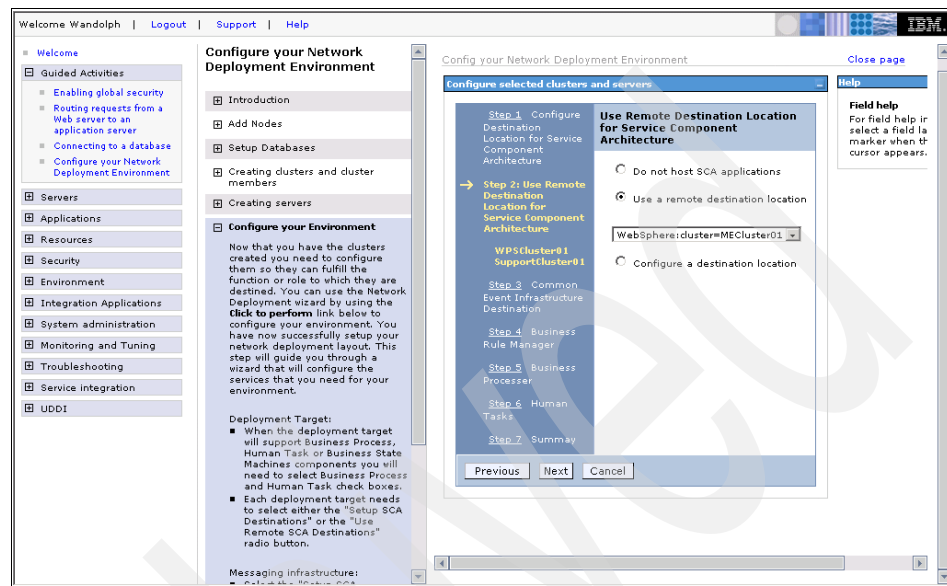 Welcome Wandolph | Logout | Support | Help
IBM.
Welcome
Guided Activities
Enabling global security
Routing requests from a
Web server to an
application server
Connecting to a database
Configure your Network
Deployment Environment
Servers
Applications
Resources
Security
Environment
Integration Applications
System administration
Monitoring and Tuning
Troubleshooting
Service integration
UDDI
Configure your Network
Deployment Environment
Introduction
Add Nodes
Setup Databases
Creating clusters and cluster
members
Creating servers
Configure your Environment
Now that you have the clusters
created you need to configure
them so they can fulfill the
function or role to which they are
destined. You can use the Network
Deployment wizard by using the
Click to perform link below to
configure your environment. You
have now successfully setup your
network deployment layout. This
step will guide you through a
wizard that will configure the
services that you need for your
environment.
Deployment Target:
When the deployment target
will support Business Process,
Human Task or Business State
Machines components you will
need to select Business Process
and Human Task check boxes.
Each deployment target needs
to select either the "Setup SCA
Destinations" or the "Use
Remote SCA Destinations"
radio button.
Messaging infrastructure:
Select the "Setup SCA
Config your Network Deployment Environment
Close page
Configure selected clusters and servers
Step 1 Configure
Destination
Location for Service
Component
Architecture
Step 2: Use Remote
Destination
Location for
Service Component
Architecture
WPSCluster01
SupportCluster01
Step 3 Common
Event Infrastructure
Destination
Step 4 Business
Rule Manager
Step 5 Business
Processer
Step 6 Human
Tasks
Step 7 Summay
Use Remote Destination Location
for Service Component
Architecture
Do not host SCA applications
Use a remote destination location
WebSphere:cluster=MECluster01
Configure a destination location
Previous Next Cancel
Help
Field help
For field help in
select a field la
marker when th
cursor appears.